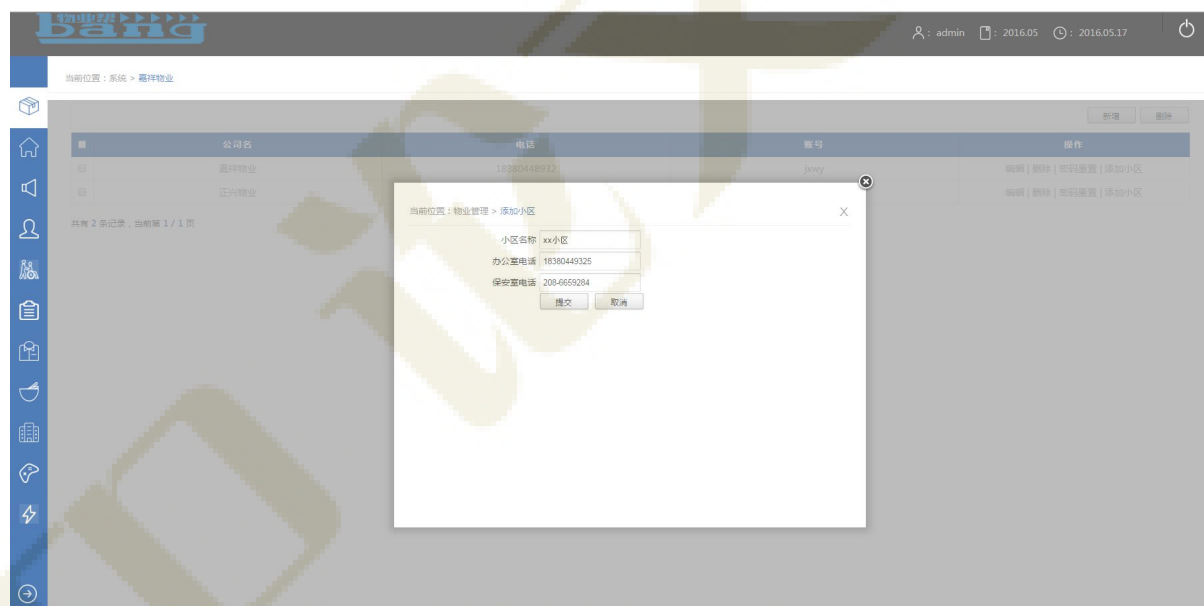 物业帮
bang
: admin : 2016.05 : 2016.05.17
当前位置：系统 > 嘉祥物业
新增 删除
公司名 电话 账号 操作
嘉祥物业 18380448932 jxwy 编辑 | 删除 | 密码重置 | 添加小区
正兴物业 编辑 | 删除 | 密码重置 | 添加小区
共有 2 条记录，当前第 1 / 1 页
当前位置：物业管理 > 添加小区 X
小区名称 xx小区
办公室电话 18380449325
保安室电话 208-6659284
提交 取消